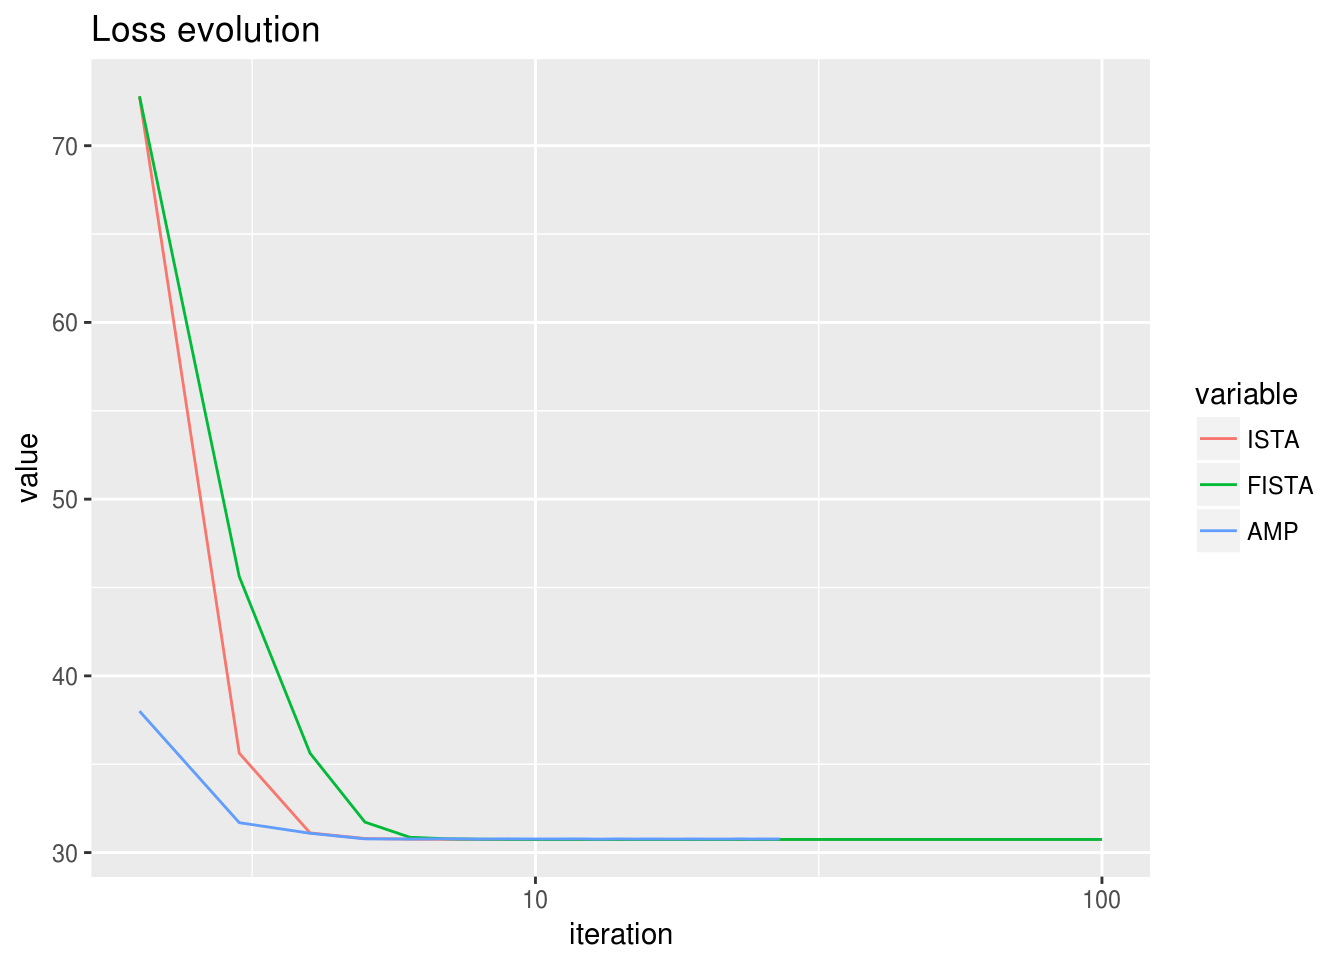 Loss evolution
70
60
50
40
30
value
10
100
iteration
variable
ISTA
FISTA
AMP